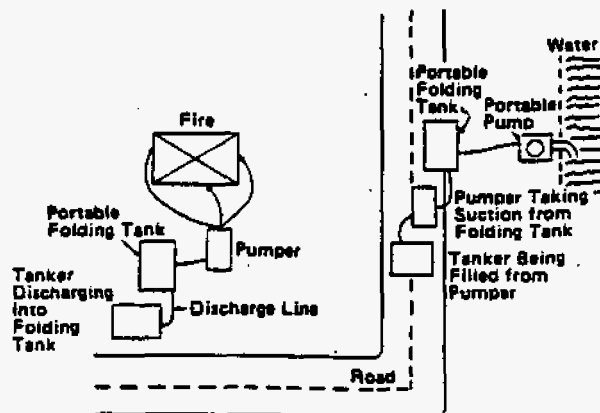 Water
Portable
Folding
Tank
Portable
Pump
Fire
Pumper Taking
Suction from
Folding Tank
Portable
Folding Tank
Pumper
Tanker Being
Filled from
Pumper
Tanker
Discharging
Into
Folding
Tank
Discharge Line
Road